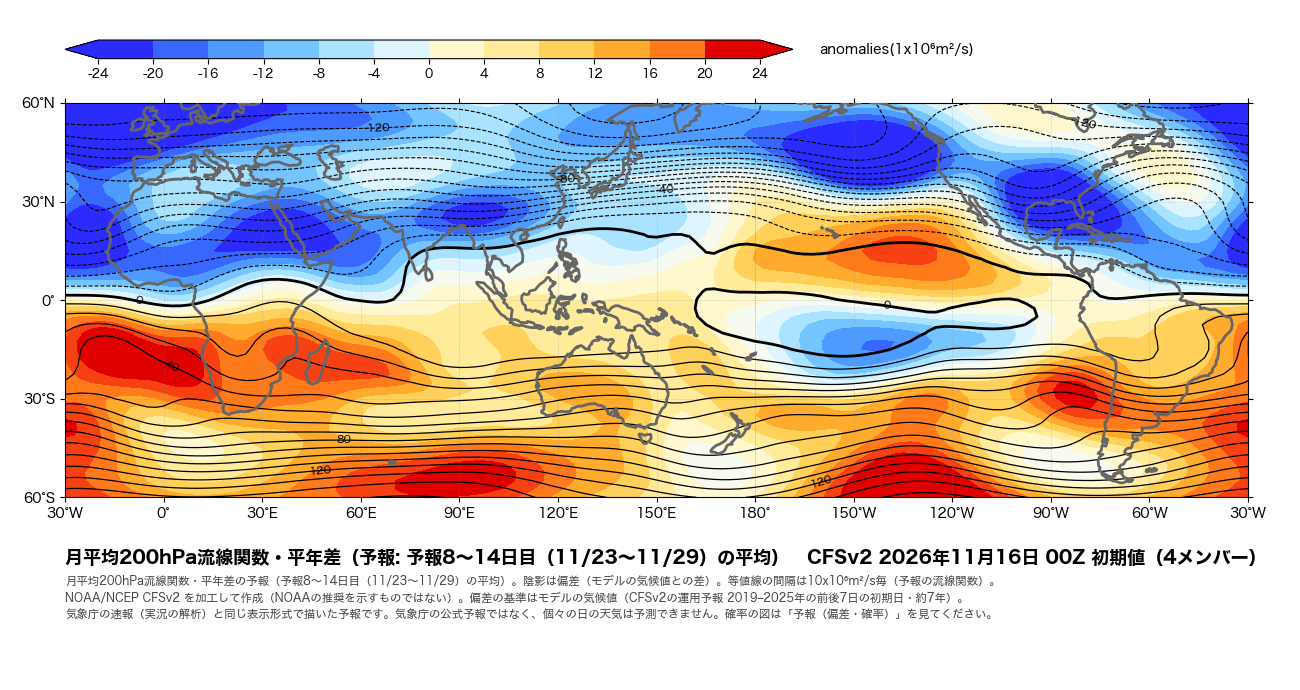 anomalies(1x10⁶m²/s)
-24 -20 -16 -12 -8 -4 0 4 8 12 16 20 24
60°N
-120
-180
-80
-40
30°N
0°
0
0
40
30°S
80
120
120
60°S
30°W 0° 30°E 60°E 90°E 120°E 150°E 180° 150°W 120°W 90°W 60°W 30°W
月平均200hPa流線関数・平年差（予報: 予報8〜14日目（11/23〜11/29）の平均） CFSv2 2026年11月16日 00Z 初期値（4メンバー）
月平均200hPa流線関数・平年差の予報（予報8〜14日目（11/23〜11/29）の平均）。陰影は偏差（モデルの気候値との差）。等値線の間隔は10x10⁶m²/s毎（予報の流線関数）。
NOAA/NCEP CFSv2 を加工して作成（NOAAの推奨を示すものではない）。偏差の基準はモデルの気候値（CFSv2の運用予報 2019–2025年の前後7日の初期日・約7年）。
気象庁の速報（実況の解析）と同じ表示形式で描いた予報です。気象庁の公式予報ではなく、個々の日の天気は予測できません。確率の図は「予報（偏差・確率）」を見てください。